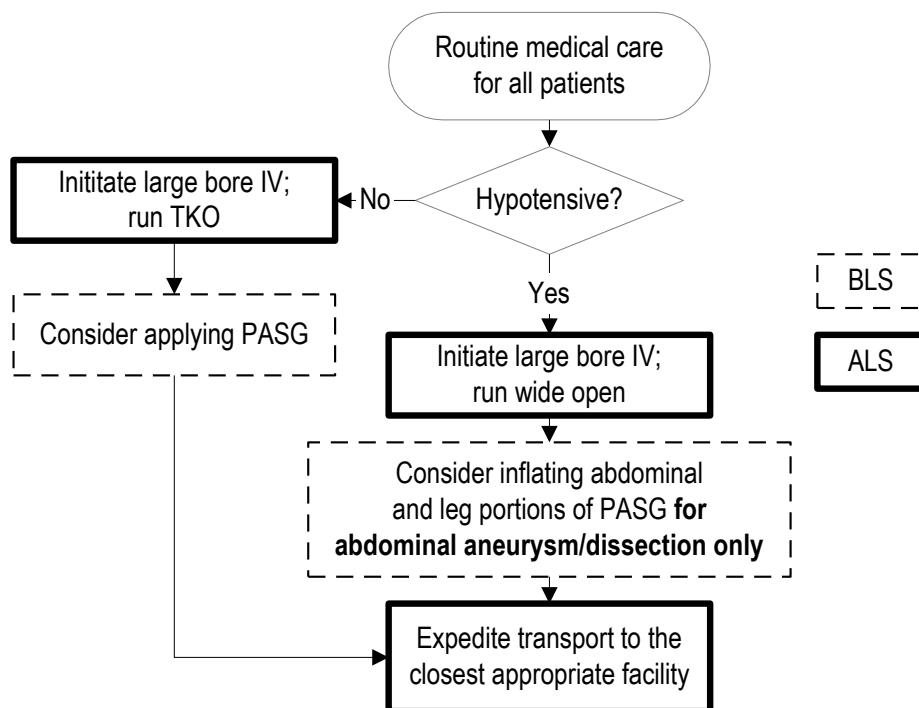 Routine medical care
for all patients
Hypotensive?
No
Inititate large bore IV;
run TKO
Consider applying PASG
Yes
Initiate large bore IV;
run wide open
Consider inflating abdominal
and leg portions of PASG for
abdominal aneurysm/dissection only
Expedite transport to the
closest appropriate facility
BLS
ALS